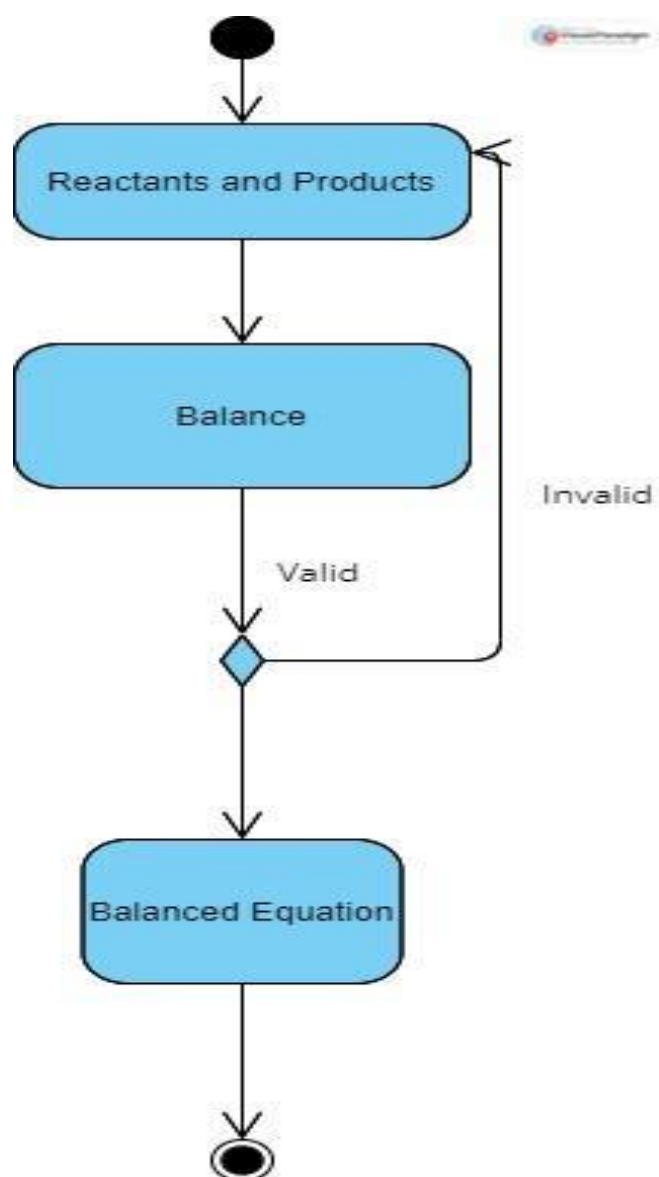 Reactants and Products
Balance
Invalid
Valid
Balanced Equation